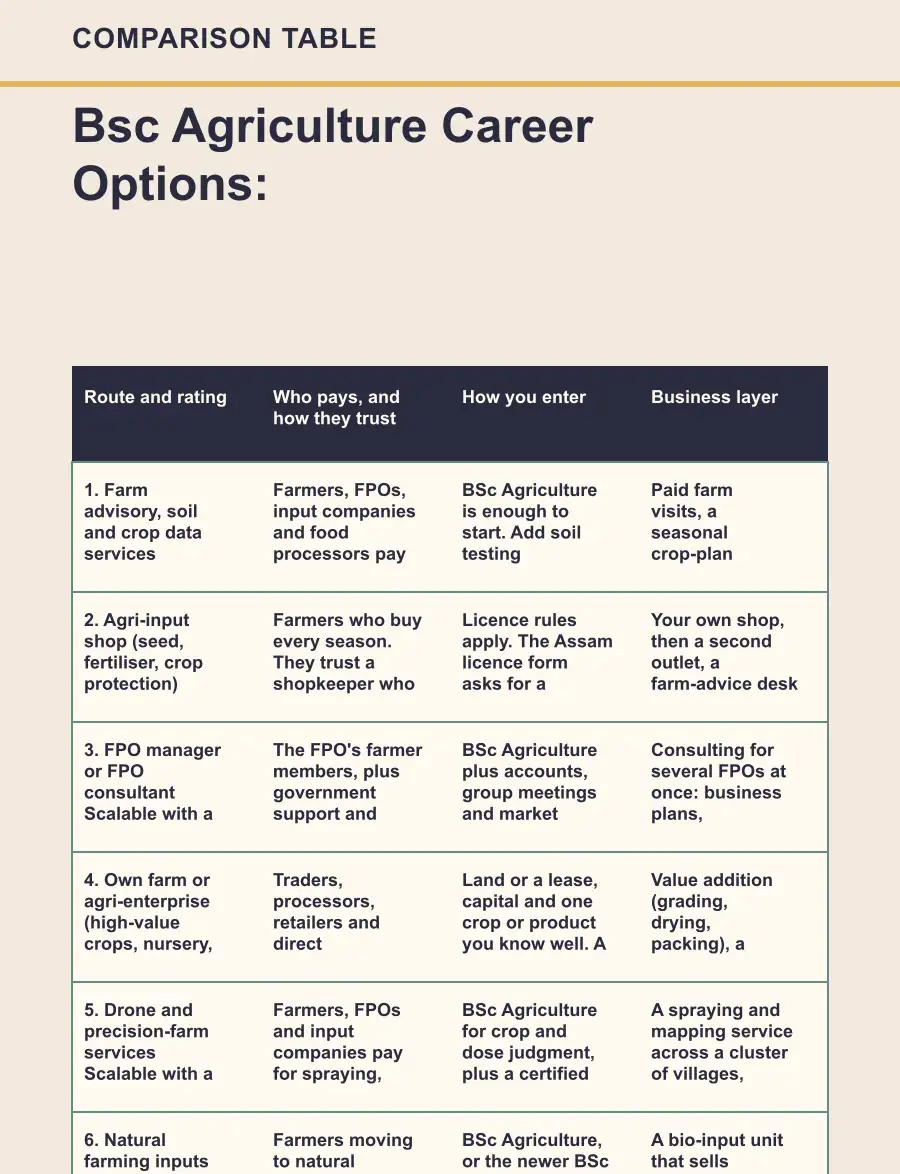 COMPARISON TABLE
Bsc Agriculture Career
Options:
Route and rating
Who pays, and
how they trust
How you enter
Business layer
1. Farm
advisory, soil
and crop data
services
Farmers, FPOs,
input companies
and food
processors pay
BSc Agriculture
is enough to
start. Add soil
testing
Paid farm
visits, a
seasonal
crop-plan
2. Agri-input
shop (seed,
fertiliser, crop
protection)
Farmers who buy
every season.
They trust a
shopkeeper who
Licence rules
apply. The Assam
licence form
asks for a
Your own shop,
then a second
outlet, a
farm-advice desk
3. FPO manager
or FPO
consultant
Scalable with a
The FPO's farmer
members, plus
government
support and
BSc Agriculture
plus accounts,
group meetings
and market
Consulting for
several FPOs at
once: business
plans,
4. Own farm or
agri-enterprise
(high-value
crops, nursery,
Traders,
processors,
retailers and
direct
Land or a lease,
capital and one
crop or product
you know well. A
Value addition
(grading,
drying,
packing), a
5. Drone and
precision-farm
services
Scalable with a
Farmers, FPOs
and input
companies pay
for spraying,
BSc Agriculture
for crop and
dose judgment,
plus a certified
A spraying and
mapping service
across a cluster
of villages,
6. Natural
farming inputs
Farmers moving
to natural
BSc Agriculture,
or the newer BSc
A bio-input unit
that sells